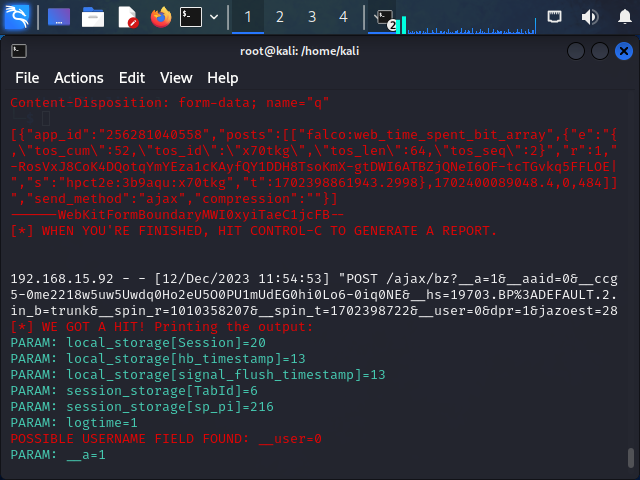 1 2 3 4 2
root@kali: /home/kali
File Actions Edit View Help
Content-Disposition: form-data; name="q"
[{"app_id":"256281040558","posts":[["falco:web_time_spent_bit_array",{"e":"{
,\"tos_cum\":52,\"tos_id\":\"x70tkg\",\"tos_len\":64,\"tos_seq\":2}","r":1,"
~RosVxJ8CoK4DQotqYmYEza1cKAyfQY1DDH8TsoKmX-gtDWI6ATBZjQNeI6OF-tcTGvkq5FFLOE|
","s":"hpct2e:3b9aqu:x70tkg","t":1702398861943.2998},1702400089048.4,0,484]]
","send_method":"ajax","compression":""}]
------WebKitFormBoundaryMWI0xyiTaeC1jcFB--
[*] WHEN YOU'RE FINISHED, HIT CONTROL-C TO GENERATE A REPORT.
192.168.15.92 - - [12/Dec/2023 11:54:53] "POST /ajax/bz?__a=1&__aaid=0&__ccg
5-0me2218w5uw5Uwdq0Ho2eU5O0PU1mUdEG0hi0Lo6-0iq0NE&__hs=19703.BP%3ADEFAULT.2.
in_b=trunk&__spin_r=1010358207&__spin_t=1702398722&__user=0&dpr=1&jazoest=28
[*] WE GOT A HIT! Printing the output:
PARAM: local_storage[Session]=20
PARAM: local_storage[hb_timestamp]=13
PARAM: local_storage[signal_flush_timestamp]=13
PARAM: session_storage[TabId]=6
PARAM: session_storage[sp_pi]=216
PARAM: logtime=1
POSSIBLE USERNAME FIELD FOUND: __user=0
PARAM: __a=1